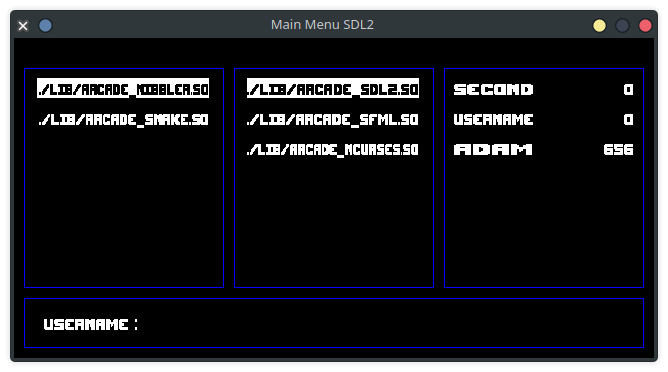 Main Menu SDL2
./LIB/ARCADE_NIBBLER.SO
./LIB/ARCADE_SNAKE.SO
./LIB/ARCADE_SDL2.SO
./LIB/ARCADE_SFML.SO
./LIB/ARCADE_NCURSES.SO
SECOND 0
USERNAME 0
ADAM 656
USERNAME :